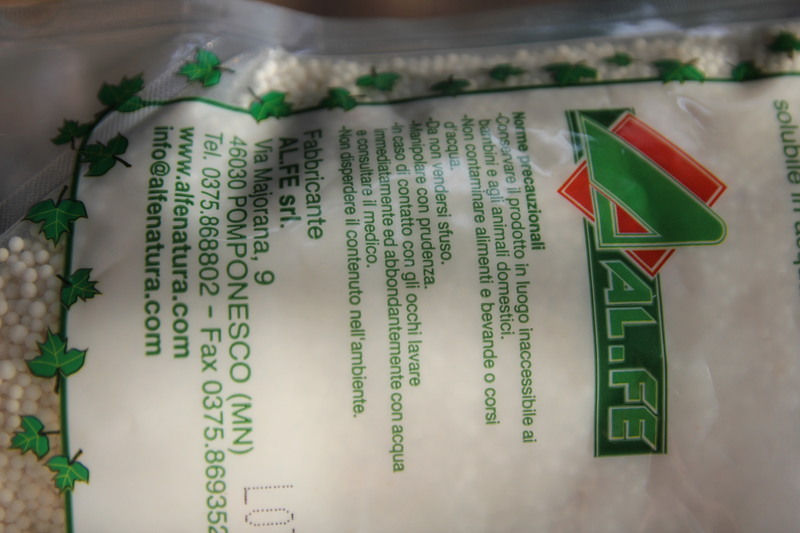 solubile in
AL.FE
Norme precauzionali
-Conservare il prodotto in luogo inaccessibile ai
bambini e agli animali domestici.
-Non contaminare alimenti e bevande o corsi
d'acqua.
-Da non vendersi sfuso.
-Manipolare con prudenza.
-In caso di contatto con gli occhi lavare
immediatamente ed abbondantemente con acqua
e consultare il medico.
-Non disperdere il contenuto nell'ambiente.
Fabbricante
AL.FE srl.
Via Majorana, 9
46030 POMPONESCO (MN)
Tel. 0375.868802 - Fax 0375.869352
www.alfenatura.com
info@alfenatura.com
LOT